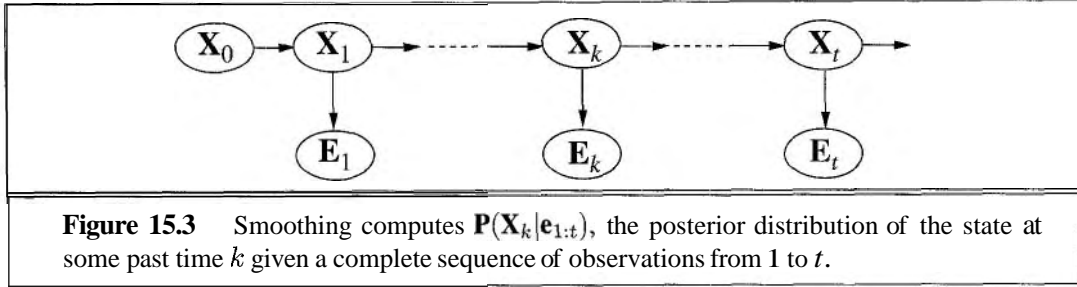 X₀ X₁ Xₖ Xₜ
E₁ Eₖ Eₜ
Figure 15.3 Smoothing computes P(Xₖ|e₁:ₜ), the posterior distribution of the state at
some past time k given a complete sequence of observations from 1 to t.